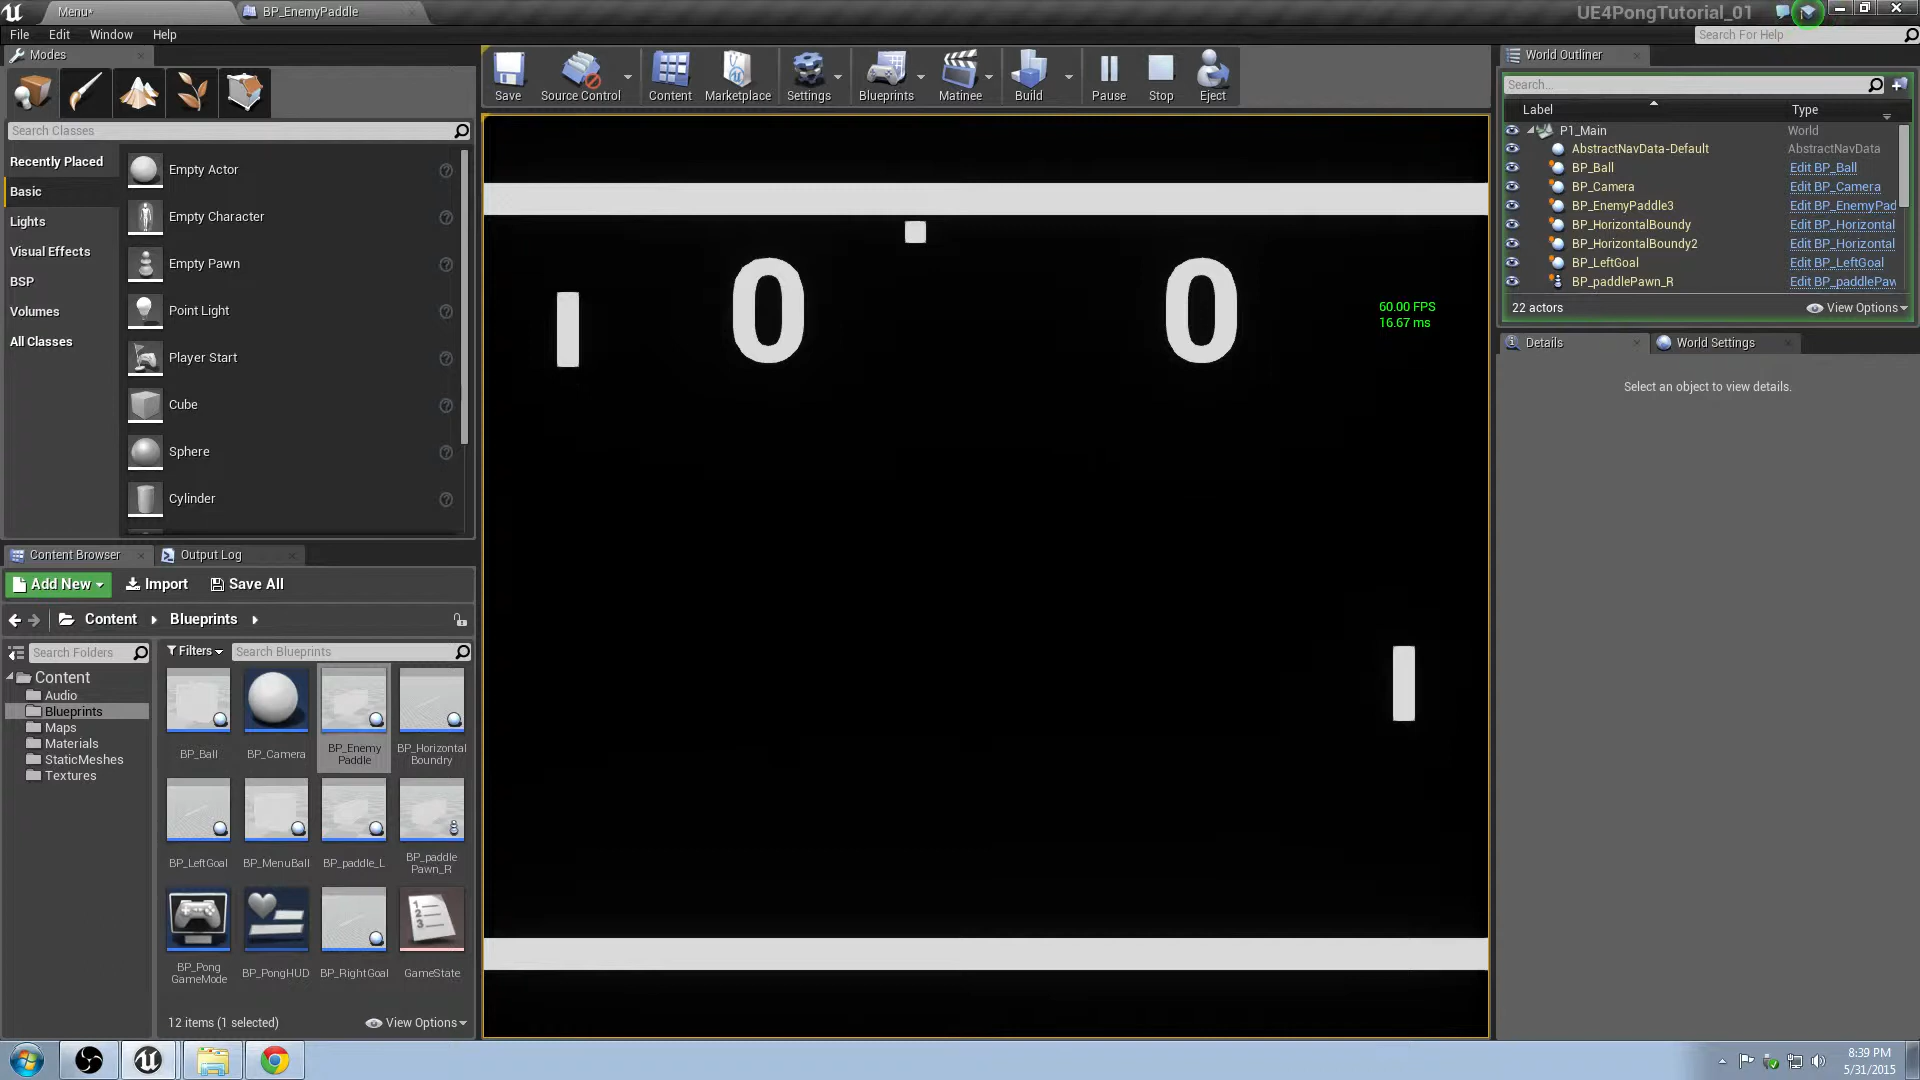 Menu*
BP_EnemyPaddle
UE4PongTutorial_01
File Edit Window Help
Search For Help
Modes
Search Classes
Recently Placed
Basic
Lights
Visual Effects
BSP
Volumes
All Classes
Empty Actor
Empty Character
Empty Pawn
Point Light
Player Start
Cube
Sphere
Cylinder
Save
Source Control
Content
Marketplace
Settings
Blueprints
Matinee
Build
Pause
Stop
Eject
0 0
60.00 FPS
16.67 ms
World Outliner
Search...
Label Type
P1_Main World
AbstractNavData-Default AbstractNavData
BP_Ball Edit BP_Ball
BP_Camera Edit BP_Camera
BP_EnemyPaddle3 Edit BP_EnemyPad
BP_HorizontalBoundy Edit BP_Horizontal
BP_HorizontalBoundy2 Edit BP_Horizontal
BP_LeftGoal Edit BP_LeftGoal
BP_paddlePawn_R Edit BP_paddlePaw
22 actors View Options
Details
World Settings
Select an object to view details.
Content Browser
Output Log
Add New Import Save All
Content Blueprints
Search Folders
Filters Search Blueprints
Content
Audio
Blueprints
Maps
Materials
StaticMeshes
Textures
BP_Ball
BP_Camera
BP_Enemy
Paddle
BP_Horizontal
Boundry
BP_LeftGoal
BP_MenuBall
BP_paddle_L
BP_paddle
Pawn_R
BP_Pong
GameMode
BP_PongHUD
BP_RightGoal
GameState
12 items (1 selected) View Options
8:39 PM
5/31/2015